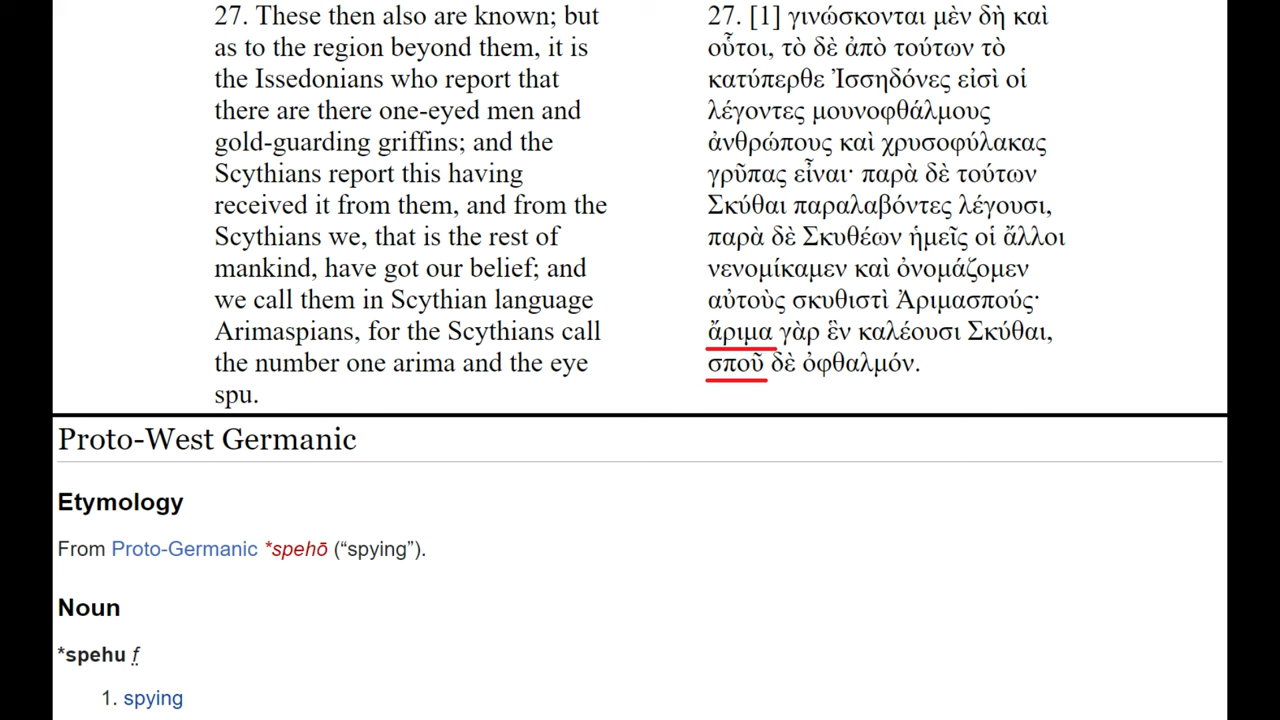 27. These then also are known; but
as to the region beyond them, it is
the Issedonians who report that
there are there one-eyed men and
gold-guarding griffins; and the
Scythians report this having
received it from them, and from the
Scythians we, that is the rest of
mankind, have got our belief; and
we call them in Scythian language
Arimaspians, for the Scythians call
the number one arima and the eye
spu.
27. [1] γινώσκονται μὲν δὴ καὶ
οὗτοι, τὸ δὲ ἀπὸ τούτων τὸ
κατύπερθε Ἰσσηδόνες εἰσὶ οἱ
λέγοντες μουνοφθάλμους
ἀνθρώπους καὶ χρυσοφύλακας
γρῦπας εἶναι· παρὰ δὲ τούτων
Σκύθαι παραλαβόντες λέγουσι,
παρὰ δὲ Σκυθέων ἡμεῖς οἱ ἄλλοι
νενομίκαμεν καὶ ὀνομάζομεν
αὐτοὺς σκυθιστὶ Ἀριμασπούς·
ἄριμα γὰρ ἓν καλέουσι Σκύθαι,
σποῦ δὲ ὀφθαλμόν.
Proto-West Germanic
Etymology
From Proto-Germanic *spehō (“spying”).
Noun
*spehu f
1. spying